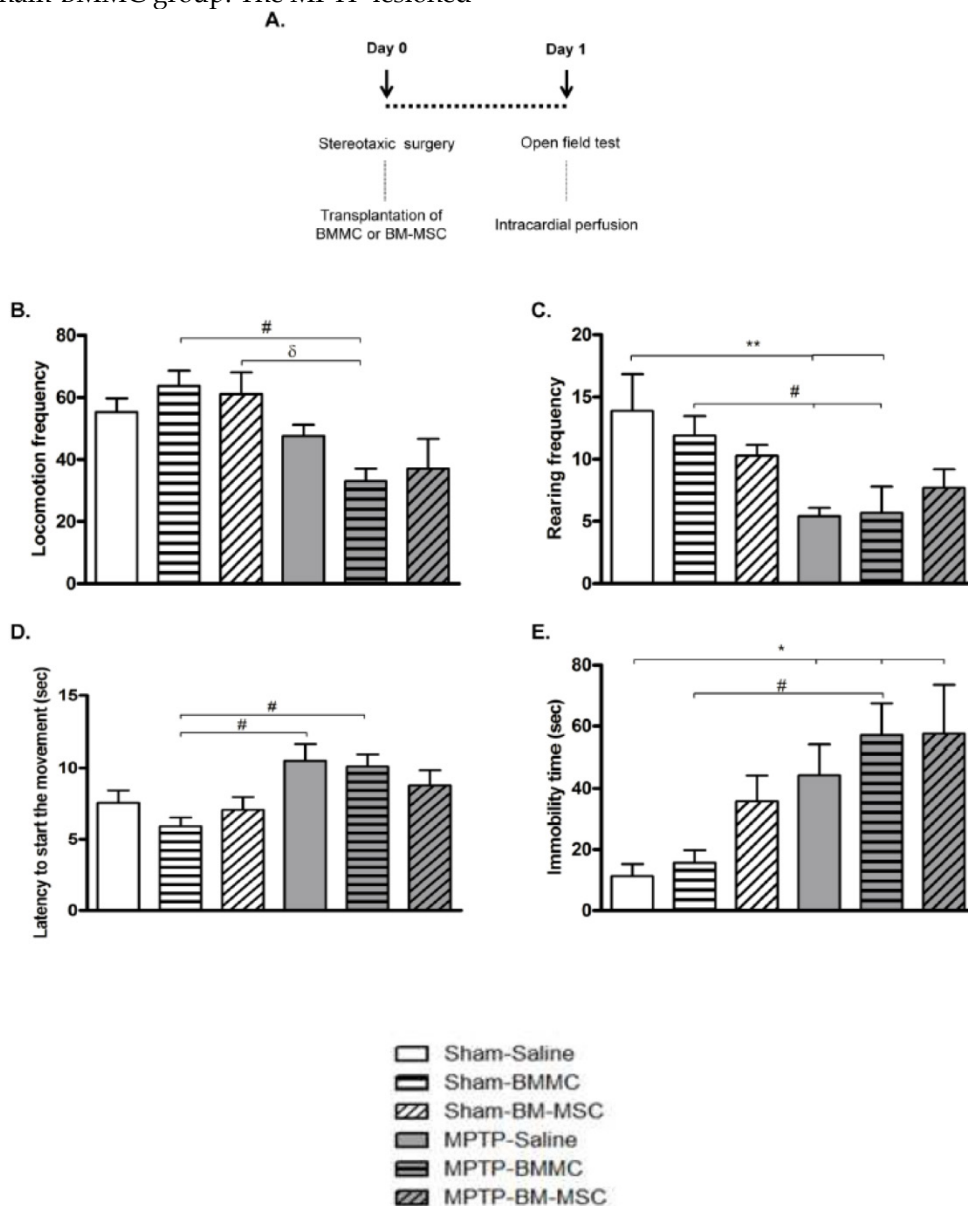 A.
Day 0
Day 1
Stereotaxic surgery
Open field test
Transplantation of
BMMC or BM-MSC
Intracardial perfusion
B.
#
δ
80
60
40
20
0
Locomotion frequency
C.
**
#
20
15
10
5
0
Rearing frequency
D.
#
#
15
10
5
0
Latency to start the movement (sec)
E.
*
#
80
60
40
20
0
Immobility time (sec)
Sham-Saline
Sham-BMMC
Sham-BM-MSC
MPTP-Saline
MPTP-BMMC
MPTP-BM-MSC